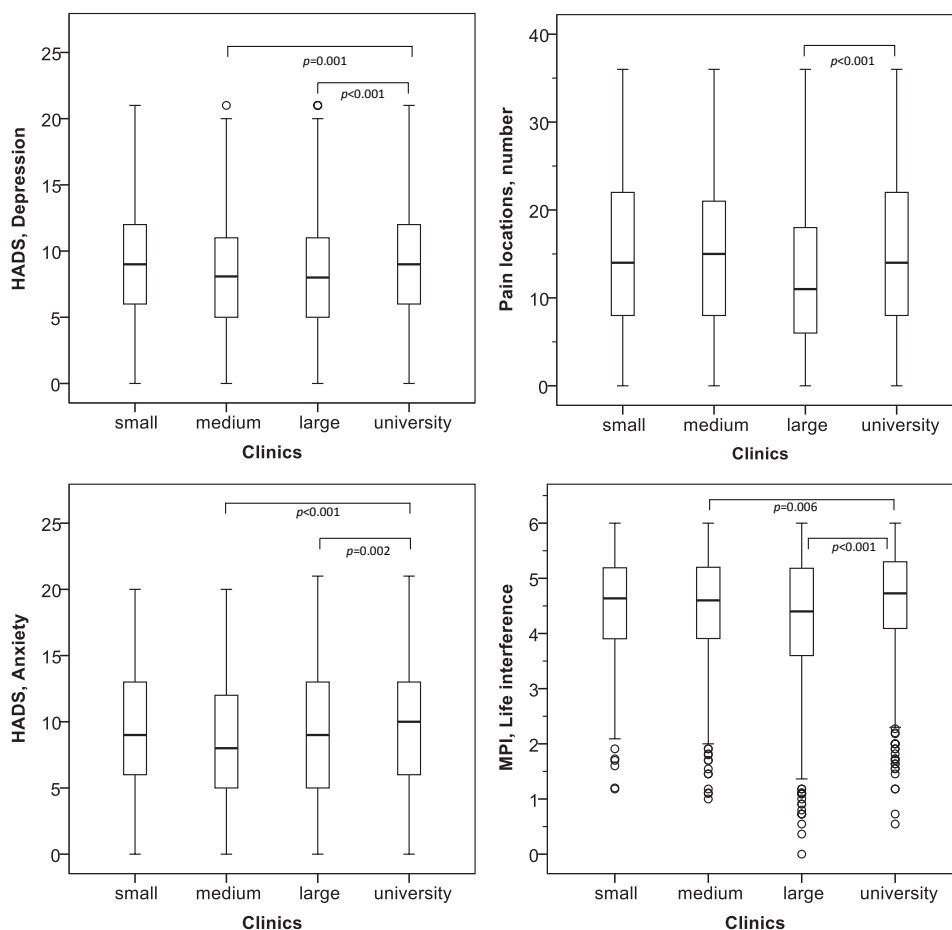 HADS, Depression
25
20
15
10
5
0
p=0.001
p<0.001
small medium large university
Clinics
Pain locations, number
40
30
20
10
0
p<0.001
small medium large university
Clinics
HADS, Anxiety
25
20
15
10
5
0
p<0.001
p=0.002
small medium large university
Clinics
MPI, Life interference
6
5
4
3
2
1
0
p=0.006
p<0.001
small medium large university
Clinics